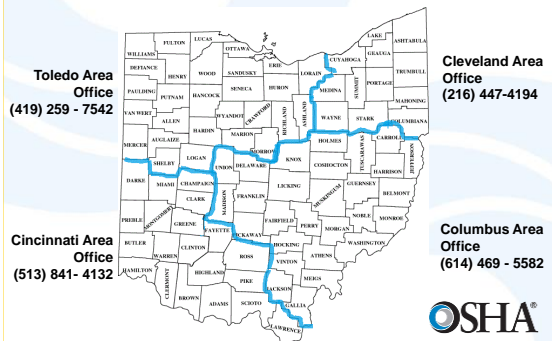 Toledo Area
Office
(419) 259 - 7542
Cleveland Area
Office
(216) 447-4194
Cincinnati Area
Office
(513) 841- 4132
Columbus Area
Office
(614) 469 - 5582
WILLIAMS
FULTON
LUCAS
OTTAWA
LAKE
ASHTABULA
GEAUGA
CUYAHOGA
DEFIANCE
HENRY
WOOD
SANDUSKY
ERIE
LORAIN
TRUMBULL
PORTAGE
SUMMIT
MEDINA
PAULDING
PUTNAM
HANCOCK
SENECA
HURON
MAHONING
VAN WERT
ALLEN
WYANDOT
CRAWFORD
RICHLAND
ASHLAND
WAYNE
STARK
COLUMBIANA
HARDIN
MARION
MERCER
AUGLAIZE
MORROW
HOLMES
CARROLL
TUSCARAWAS
JEFFERSON
SHELBY
LOGAN
UNION
DELAWARE
KNOX
COSHOCTON
HARRISON
DARKE
MIAMI
CHAMPAIGN
LICKING
MUSKINGUM
GUERNSEY
BELMONT
CLARK
MADISON
FRANKLIN
PREBLE
MONTGOMERY
GREENE
FAYETTE
PICKAWAY
FAIRFIELD
PERRY
MORGAN
NOBLE
MONROE
BUTLER
WARREN
CLINTON
ROSS
HOCKING
WASHINGTON
ATHENS
VINTON
HAMILTON
CLERMONT
HIGHLAND
PIKE
MEIGS
BROWN
ADAMS
SCIOTO
JACKSON
GALLIA
LAWRENCE
OSHA®